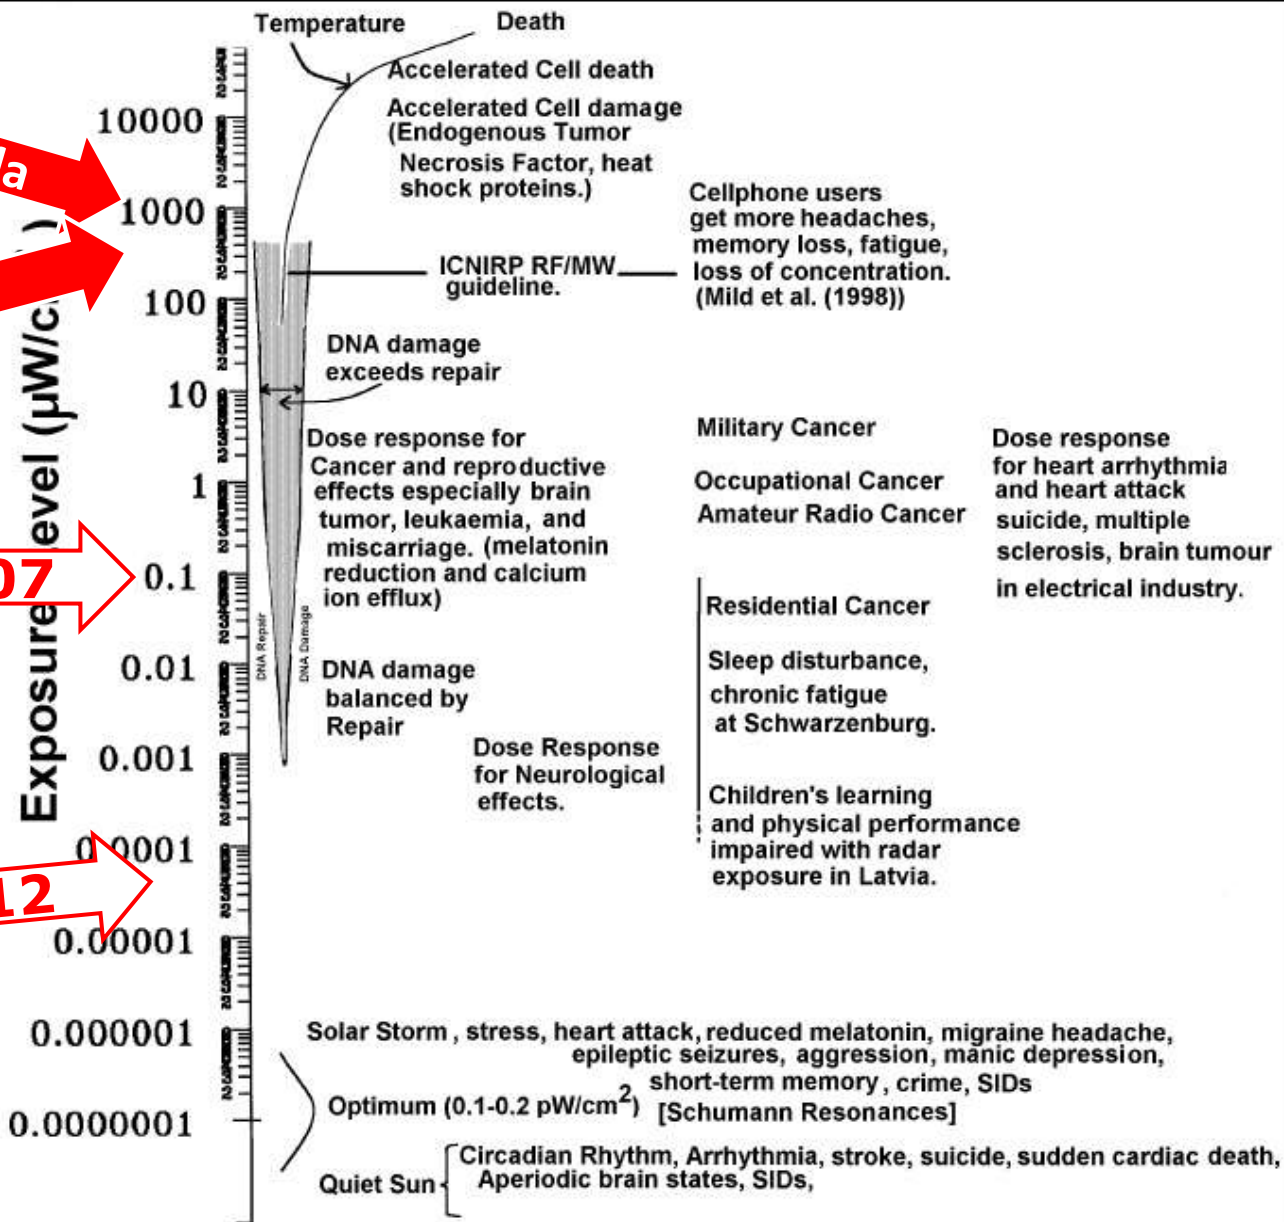 Temperature
Death
Accelerated Cell death
Accelerated Cell damage
(Endogenous Tumor
Necrosis Factor, heat
shock proteins.)
10000
1000
100
10
1
0.1
0.01
0.001
0.0001
0.00001
0.000001
0.0000001
Exposure level (µW/c
07
12
Cellphone users
get more headaches,
memory loss, fatigue,
loss of concentration.
(Mild et al. (1998))
ICNIRP RF/MW
guideline.
DNA damage
exceeds repair
Dose response for
Cancer and reproductive
effects especially brain
tumor, leukaemia, and
miscarriage. (melatonin
reduction and calcium
ion efflux)
DNA Repair
DNA Damage
DNA damage
balanced by
Repair
Dose Response
for Neurological
effects.
Military Cancer
Occupational Cancer
Amateur Radio Cancer
Residential Cancer
Sleep disturbance,
chronic fatigue
at Schwarzenburg.
Children's learning
and physical performance
impaired with radar
exposure in Latvia.
Dose response
for heart arrhythmia
and heart attack
suicide, multiple
sclerosis, brain tumour
in electrical industry.
Solar Storm, stress, heart attack, reduced melatonin, migraine headache,
epileptic seizures, aggression, manic depression,
short-term memory, crime, SIDs
Optimum (0.1-0.2 pW/cm²) [Schumann Resonances]
Quiet Sun
Circadian Rhythm, Arrhythmia, stroke, suicide, sudden cardiac death,
Aperiodic brain states, SIDs,